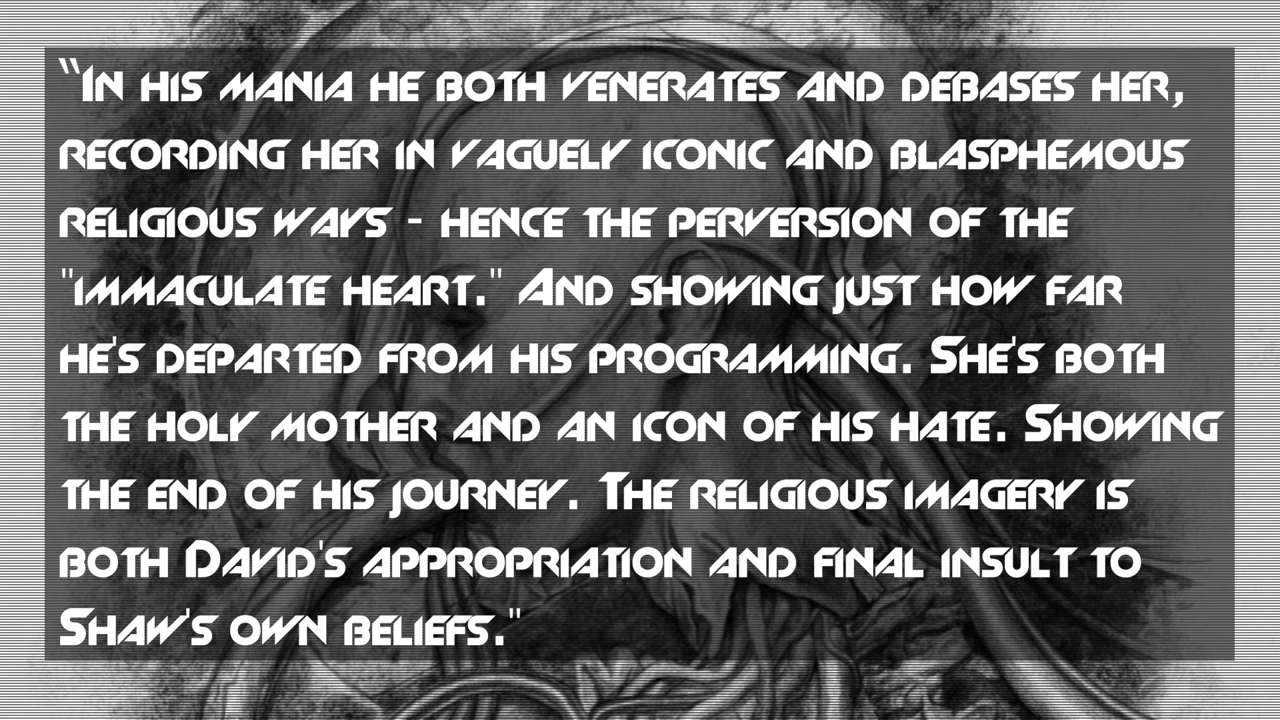 “In his mania he both venerates and debases her,
recording her in vaguely iconic and blasphemous
religious ways - hence the perversion of the
"immaculate heart." And showing just how far
he's departed from his programming. She's both
the holy mother and an icon of his hate. Showing
the end of his journey. The religious imagery is
both David's appropriation and final insult to
Shaw's own beliefs."